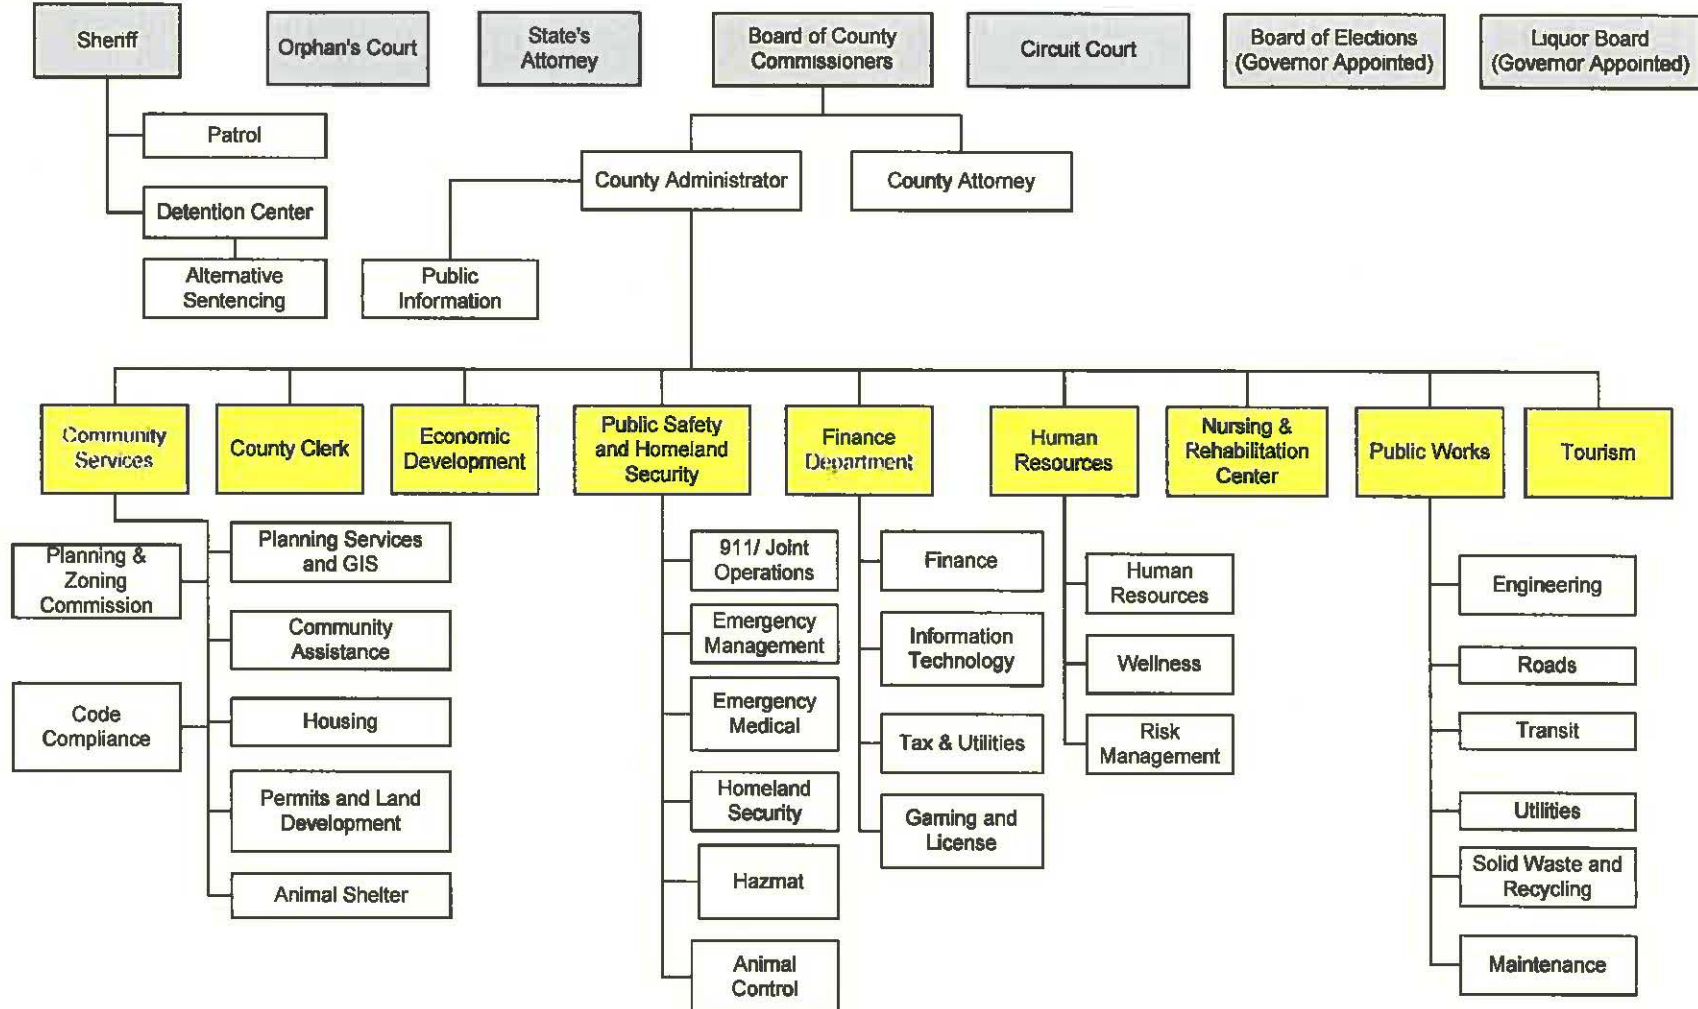 Sheriff
Orphan's Court
State's
Attorney
Board of County
Commissioners
Circuit Court
Board of Elections
(Governor Appointed)
Liquor Board
(Governor Appointed)
Patrol
Detention Center
Alternative
Sentencing
County Administrator
County Attorney
Public
Information
Community
Services
County Clerk
Economic
Development
Public Safety
and Homeland
Security
Finance
Department
Human
Resources
Nursing &
Rehabilitation
Center
Public Works
Tourism
Planning &
Zoning
Commission
Code
Compliance
Planning Services
and GIS
Community
Assistance
Housing
Permits and Land
Development
Animal Shelter
911/ Joint
Operations
Emergency
Management
Emergency
Medical
Homeland
Security
Hazmat
Animal
Control
Finance
Information
Technology
Tax & Utilities
Gaming and
License
Human
Resources
Wellness
Risk
Management
Engineering
Roads
Transit
Utilities
Solid Waste and
Recycling
Maintenance